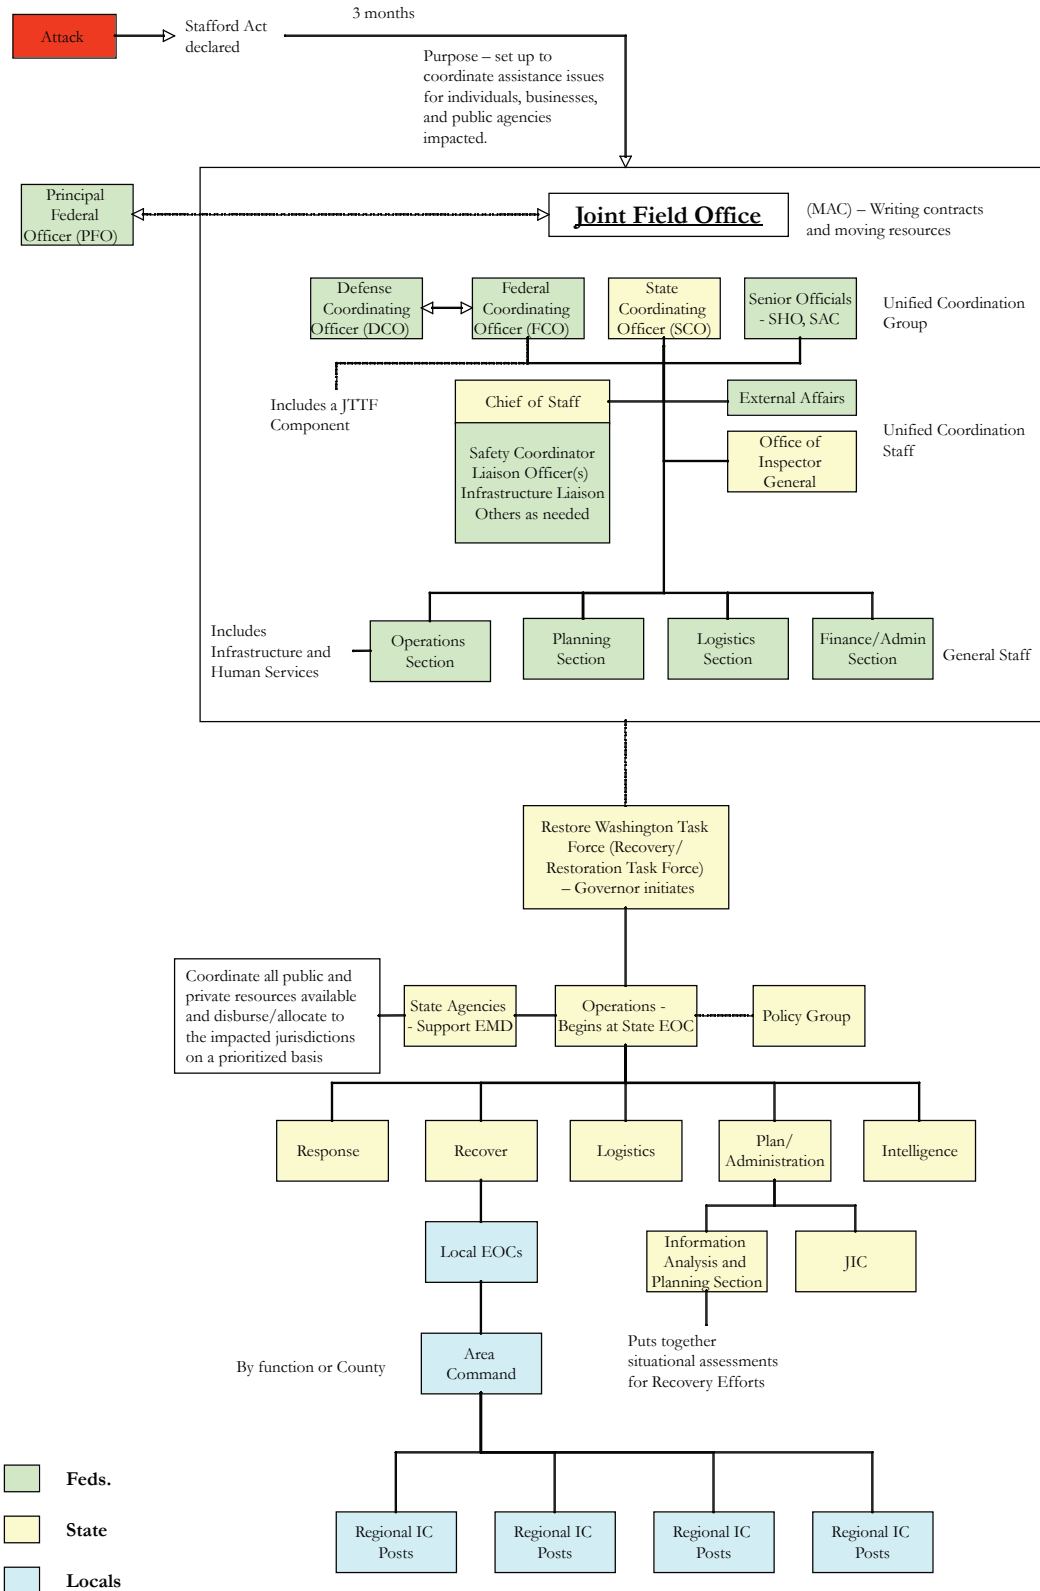 3 months
Attack
Stafford Act
declared
Purpose – set up to
coordinate assistance issues
for individuals, businesses,
and public agencies
impacted.
Principal
Federal
Officer (PFO)
Joint Field Office
(MAC) – Writing contracts
and moving resources
Defense
Coordinating
Officer (DCO)
Federal
Coordinating
Officer (FCO)
State
Coordinating
Officer (SCO)
Senior Officials
- SHO, SAC
Unified Coordination
Group
Includes a JTTF
Component
Chief of Staff
External Affairs
Safety Coordinator
Liaison Officer(s)
Infrastructure Liaison
Others as needed
Office of
Inspector
General
Unified Coordination
Staff
Includes
Infrastructure and
Human Services
Operations
Section
Planning
Section
Logistics
Section
Finance/Admin
Section
General Staff
Restore Washington Task
Force (Recovery/
Restoration Task Force)
– Governor initiates
Coordinate all public and
private resources available
and disburse/allocate to
the impacted jurisdictions
on a prioritized basis
State Agencies
- Support EMD
Operations -
Begins at State EOC
Policy Group
Response
Recover
Logistics
Plan/
Administration
Intelligence
Local EOCs
Information
Analysis and
Planning Section
JIC
By function or County
Area
Command
Puts together
situational assessments
for Recovery Efforts
Feds.
State
Locals
Regional IC
Posts
Regional IC
Posts
Regional IC
Posts
Regional IC
Posts